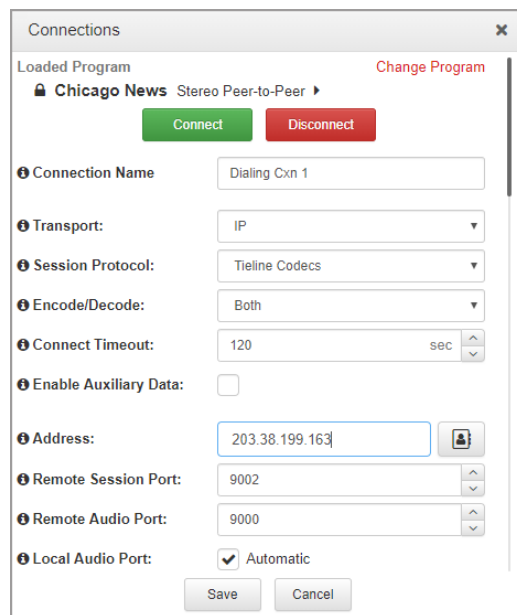 Connections
Loaded Program Change Program
Chicago News Stereo Peer-to-Peer
Connect Disconnect
Connection Name Dialing Cxn 1
Transport: IP
Session Protocol: Tieline Codecs
Encode/Decode: Both
Connect Timeout: 120 sec
Enable Auxiliary Data:
Address: 203.38.199.163
Remote Session Port: 9002
Remote Audio Port: 9000
Local Audio Port: Automatic
Save Cancel